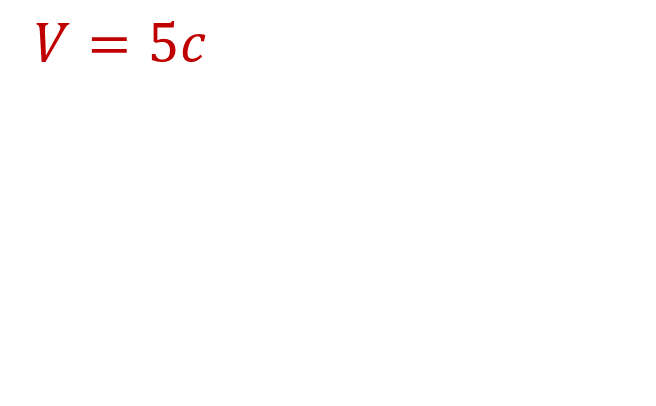 V = 5c